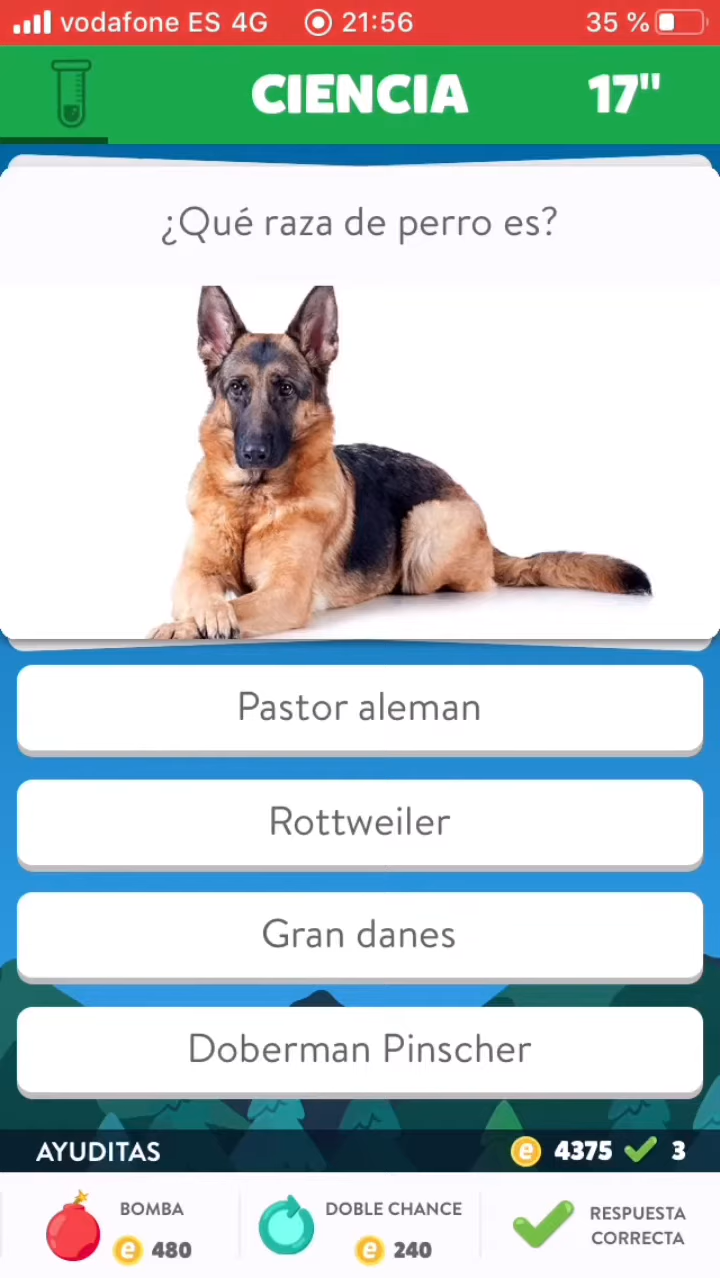 vodafone ES 4G 21:56 35 %
CIENCIA 17"
¿Qué raza de perro es?
Pastor aleman
Rottweiler
Gran danes
Doberman Pinscher
AYUDITAS e 4375 3
BOMBA
e 480
DOBLE CHANCE
e 240
RESPUESTA
CORRECTA